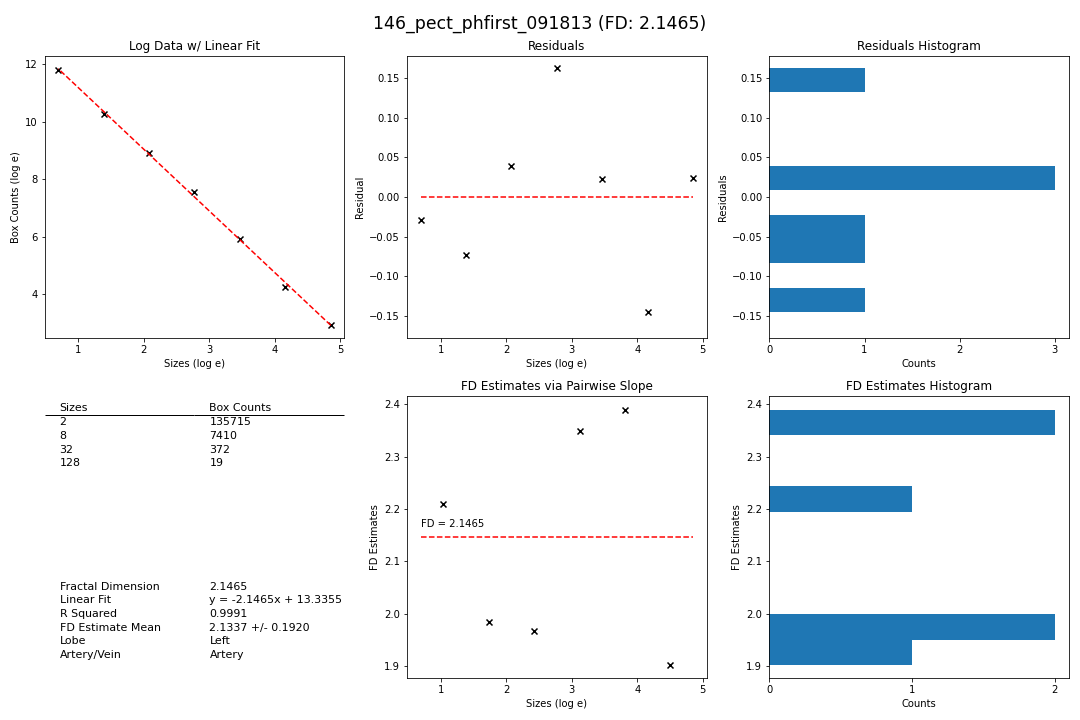 146_pect_phfirst_091813 (FD: 2.1465)
Log Data w/ Linear Fit
Box Counts (log e)
12
10
8
6
4
1 2 3 4 5
Sizes (log e)
Residuals
Residual
0.15
0.10
0.05
0.00
−0.05
−0.10
−0.15
1 2 3 4 5
Sizes (log e)
Residuals Histogram
Residuals
0.15
0.10
0.05
0.00
−0.05
−0.10
−0.15
0 1 2 3
Counts
Sizes Box Counts
2 135715
8 7410
32 372
128 19
Fractal Dimension 2.1465
Linear Fit y = -2.1465x + 13.3355
R Squared 0.9991
FD Estimate Mean 2.1337 +/- 0.1920
Lobe Left
Artery/Vein Artery
FD Estimates via Pairwise Slope
FD Estimates
2.4
2.3
2.2
2.1
2.0
1.9
FD = 2.1465
1 2 3 4 5
Sizes (log e)
FD Estimates Histogram
FD Estimates
2.4
2.3
2.2
2.1
2.0
1.9
0 1 2
Counts